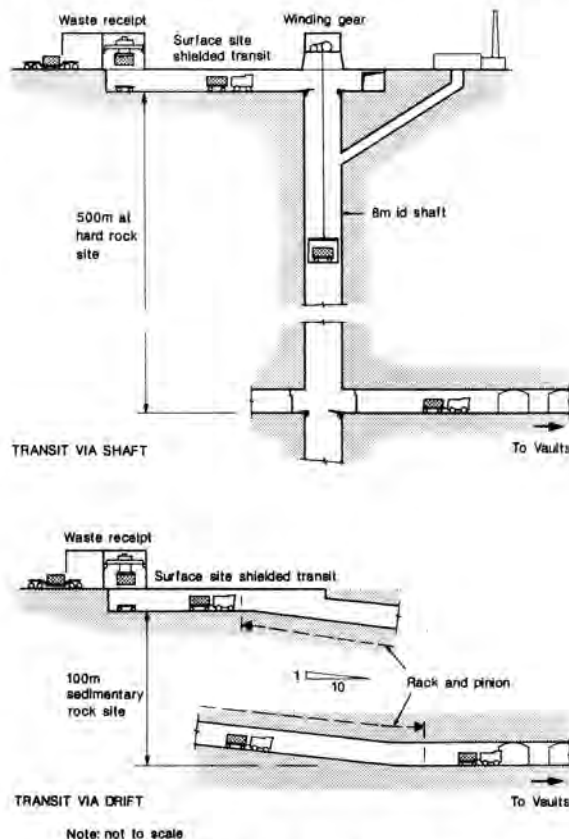 Waste receipt
Winding gear
Surface site
shielded transit
500m at
hard rock
site
8m id shaft
TRANSIT VIA SHAFT
To Vaults
Waste receipt
Surface site shielded transit
100m
sedimentary
rock site
1
10
Rack and pinion
TRANSIT VIA DRIFT
To Vaults
Note: not to scale